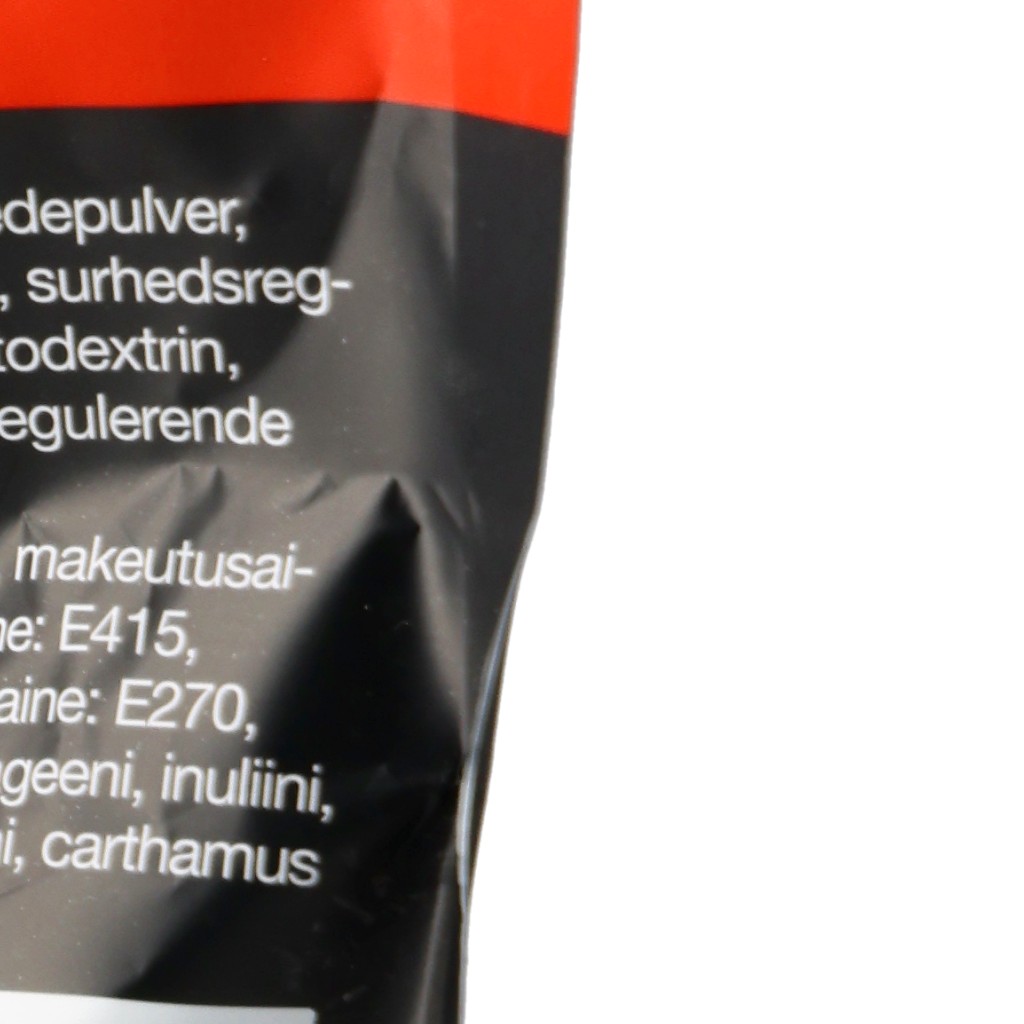 edepulver,
, surhedsreg-
todextrin,
egulerende
makeutusai-
ne: E415,
aine: E270,
geeni, inuliini,
i, carthamus